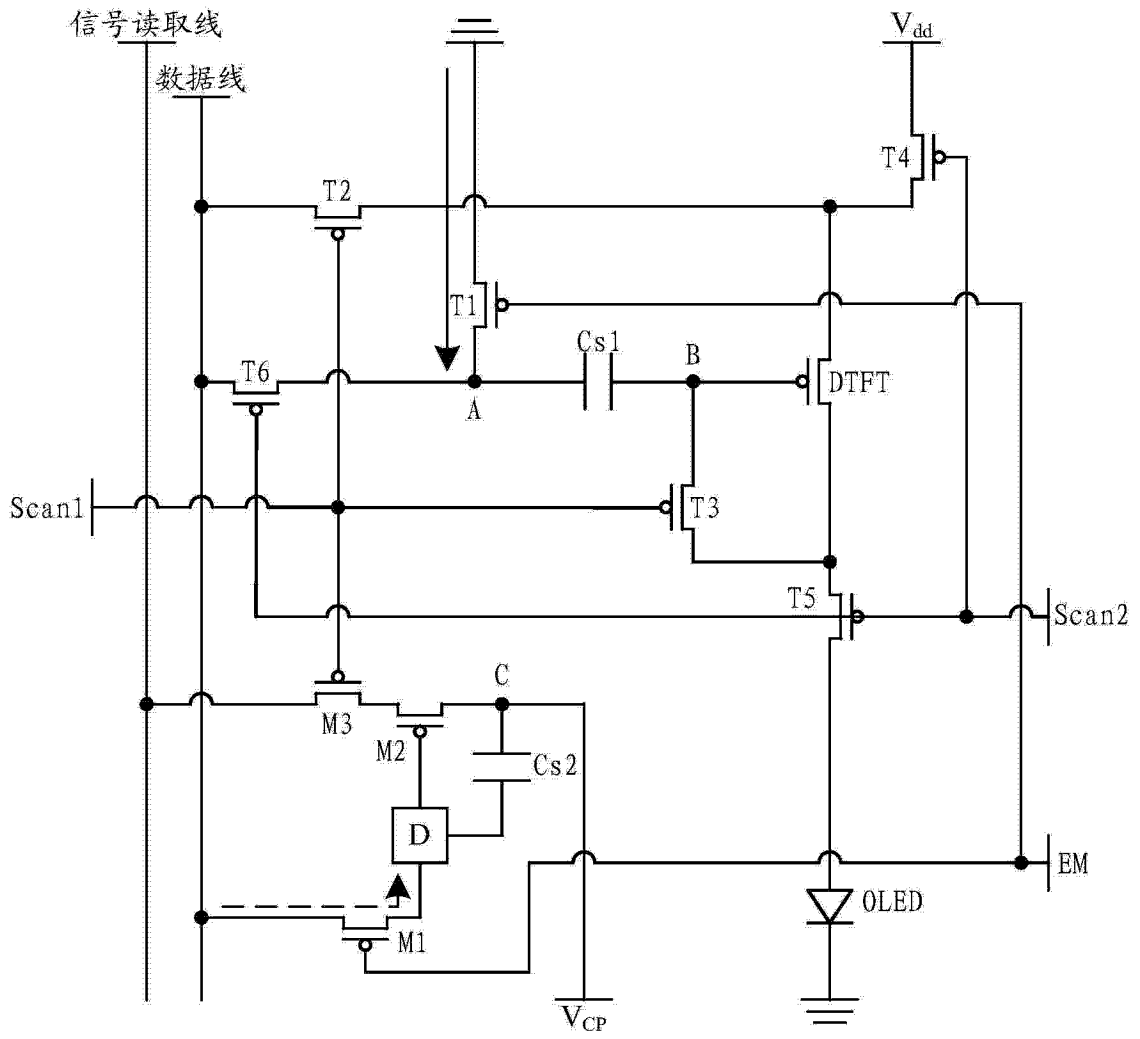 信号读取线
V_dd
数据线
T4
T2
T1
Cs1
B
T6
DTFT
A
Scan1
T3
T5
Scan2
C
M3
M2
Cs2
D
EM
OLED
M1
V_CP